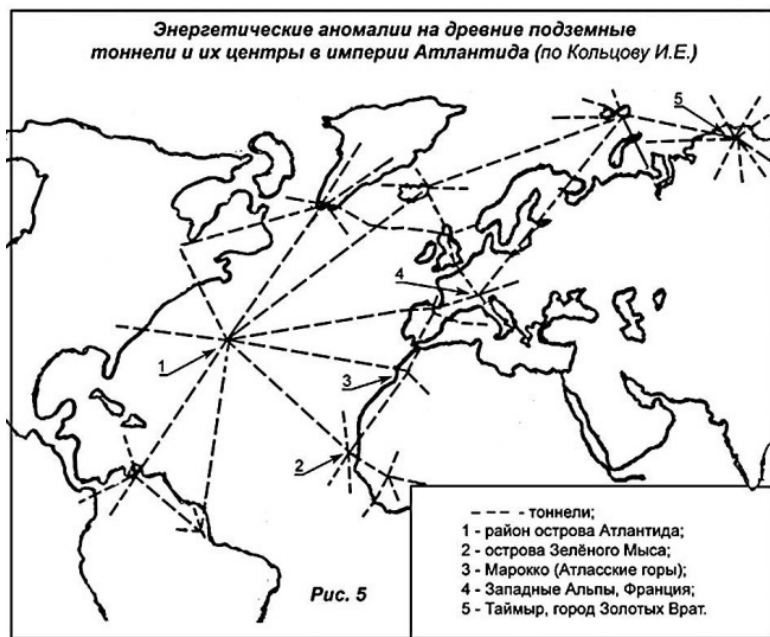 Энергетические аномалии на древние подземные
тоннели и их центры в империи Атлантида (по Кольцову И.Е.)
5
4
1
3
2
Рис. 5
--- - тоннели;
1 - район острова Атлантида;
2 - острова Зелёного Мыса;
3 - Марокко (Атласские горы);
4 - Западные Альпы, Франция;
5 - Таймыр, город Золотых Врат.